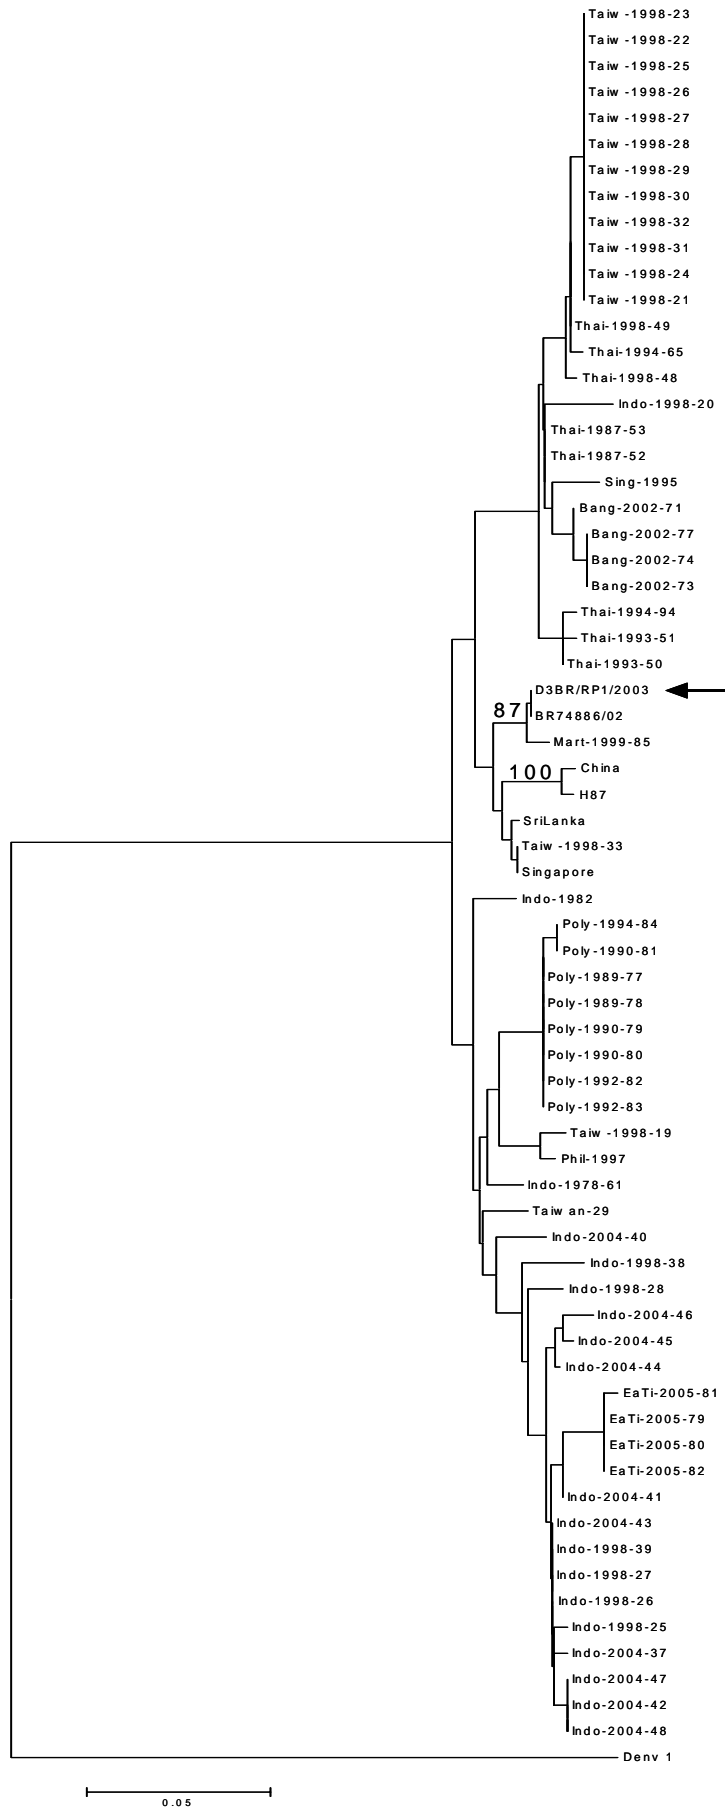 Taiw -1998-23
Taiw -1998-22
Taiw -1998-25
Taiw -1998-26
Taiw -1998-27
Taiw -1998-28
Taiw -1998-29
Taiw -1998-30
Taiw -1998-32
Taiw -1998-31
Taiw -1998-24
Taiw -1998-21
Thai-1998-49
Thai-1994-65
Thai-1998-48
Indo-1998-20
Thai-1987-53
Thai-1987-52
Sing-1995
Bang-2002-71
Bang-2002-77
Bang-2002-74
Bang-2002-73
Thai-1994-94
Thai-1993-51
Thai-1993-50
D3BR/RP1/2003
87
BR74886/02
Mart-1999-85
100
China
H87
SriLanka
Taiw -1998-33
Singapore
Indo-1982
Poly-1994-84
Poly-1990-81
Poly-1989-77
Poly-1989-78
Poly-1990-79
Poly-1990-80
Poly-1992-82
Poly-1992-83
Taiw -1998-19
Phil-1997
Indo-1978-61
Taiw an-29
Indo-2004-40
Indo-1998-38
Indo-1998-28
Indo-2004-46
Indo-2004-45
Indo-2004-44
EaTi-2005-81
EaTi-2005-79
EaTi-2005-80
EaTi-2005-82
Indo-2004-41
Indo-2004-43
Indo-1998-39
Indo-1998-27
Indo-1998-26
Indo-1998-25
Indo-2004-37
Indo-2004-47
Indo-2004-42
Indo-2004-48
Denv 1
0.05